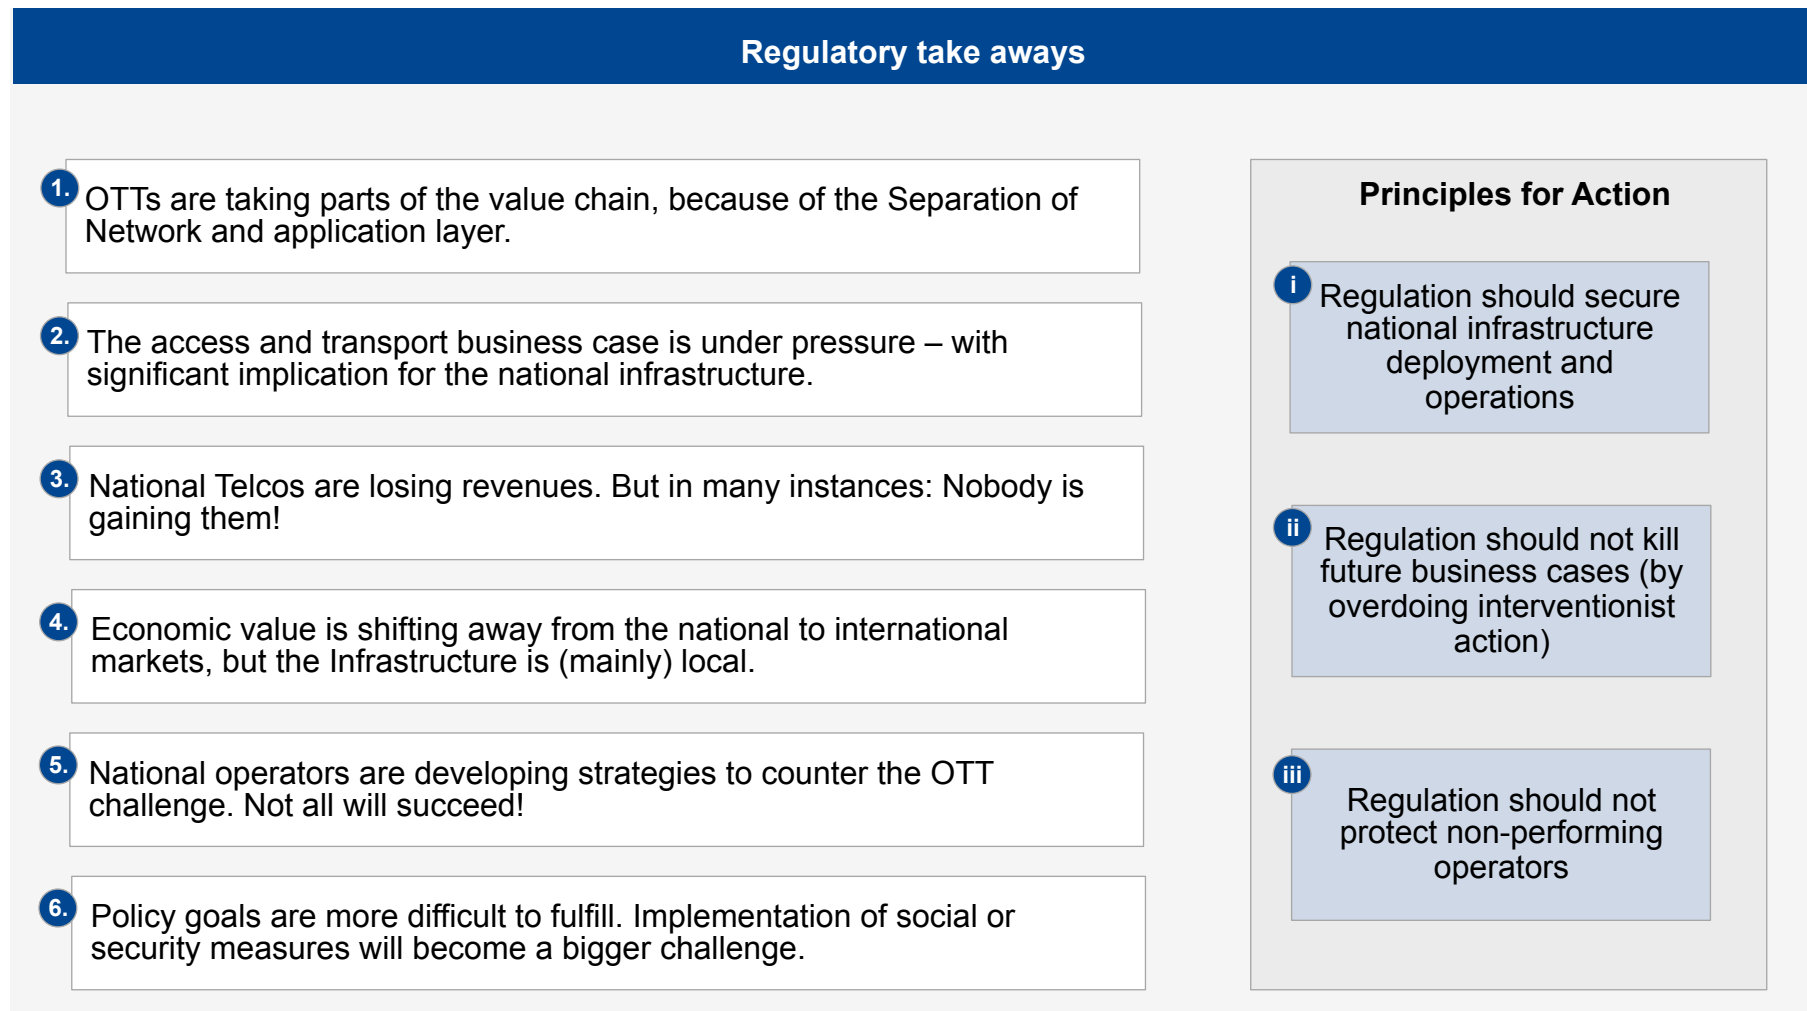 Regulatory take aways
1.
OTTs are taking parts of the value chain, because of the Separation of
Network and application layer.
2.
The access and transport business case is under pressure – with
significant implication for the national infrastructure.
3.
National Telcos are losing revenues. But in many instances: Nobody is
gaining them!
4.
Economic value is shifting away from the national to international
markets, but the Infrastructure is (mainly) local.
5.
National operators are developing strategies to counter the OTT
challenge. Not all will succeed!
6.
Policy goals are more difficult to fulfill. Implementation of social or
security measures will become a bigger challenge.
Principles for Action
i
Regulation should secure
national infrastructure
deployment and
operations
ii
Regulation should not kill
future business cases (by
overdoing interventionist
action)
iii
Regulation should not
protect non-performing
operators